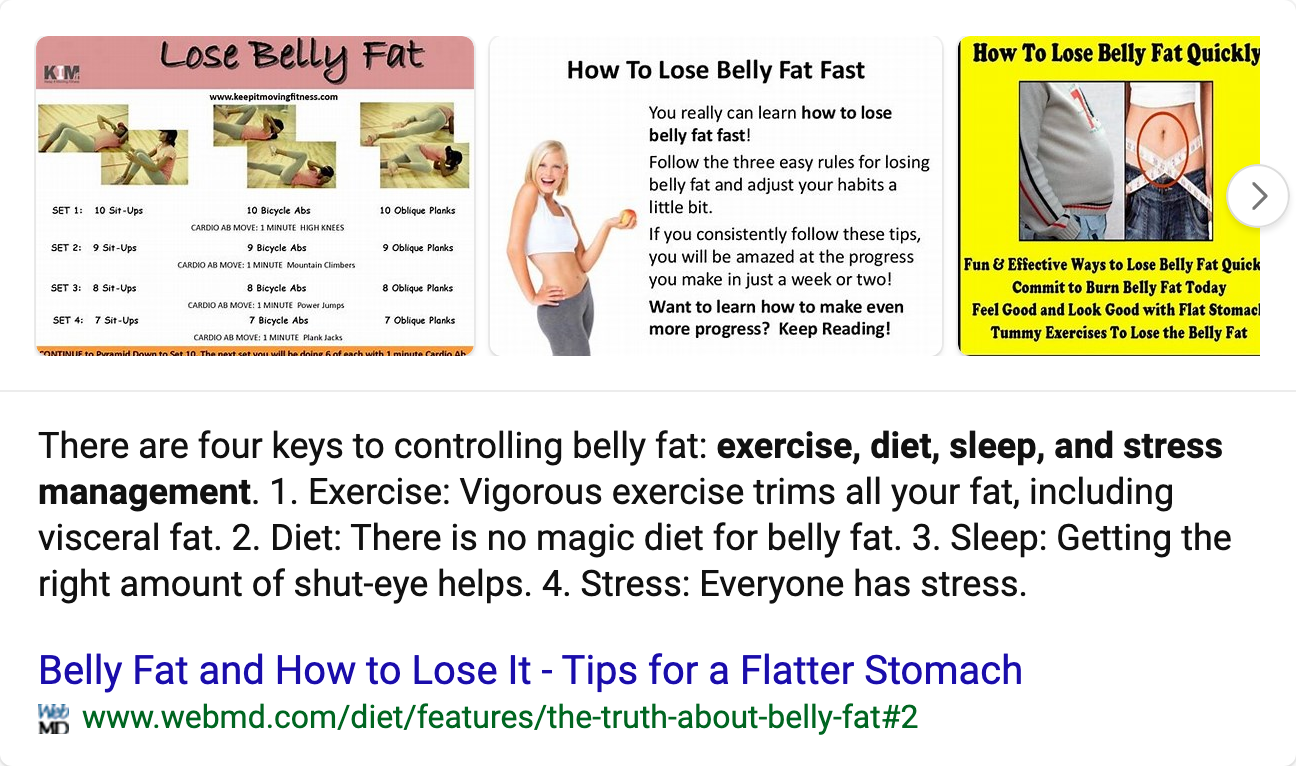 Lose Belly Fat
KIM
www.keepitmovingfitness.com
SET 1: 10 Sit-Ups 10 Bicycle Abs 10 Oblique Planks
CARDIO AB MOVE: 1 MINUTE HIGH KNEES
SET 2: 9 Sit-Ups 9 Bicycle Abs 9 Oblique Planks
CARDIO AB MOVE: 1 MINUTE Mountain Climbers
SET 3: 8 Sit-Ups 8 Bicycle Abs 8 Oblique Planks
CARDIO AB MOVE: 1 MINUTE Power Jumps
SET 4: 7 Sit-Ups 7 Bicycle Abs 7 Oblique Planks
CARDIO AB MOVE: 1 MINUTE Plank Jacks
CONTINUE to Pyramid Down to Set 10. The next set you will be doing 6 of each with 1 minute Cardio Ab
How To Lose Belly Fat Fast
You really can learn how to lose
belly fat fast!
Follow the three easy rules for losing
belly fat and adjust your habits a
little bit.
If you consistently follow these tips,
you will be amazed at the progress
you make in just a week or two!
Want to learn how to make even
more progress? Keep Reading!
How To Lose Belly Fat Quickly
Fun & Effective Ways to Lose Belly Fat Quick
Commit to Burn Belly Fat Today
Feel Good and Look Good with Flat Stomac
Tummy Exercises To Lose the Belly Fat
There are four keys to controlling belly fat: exercise, diet, sleep, and stress
management. 1. Exercise: Vigorous exercise trims all your fat, including
visceral fat. 2. Diet: There is no magic diet for belly fat. 3. Sleep: Getting the
right amount of shut-eye helps. 4. Stress: Everyone has stress.
Belly Fat and How to Lose It - Tips for a Flatter Stomach
Web
MD
www.webmd.com/diet/features/the-truth-about-belly-fat#2